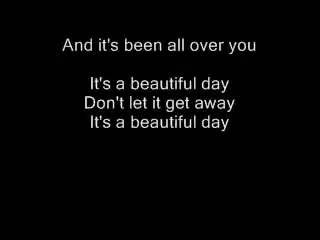 And it's been all over you
It's a beautiful day
Don't let it get away
It's a beautiful day